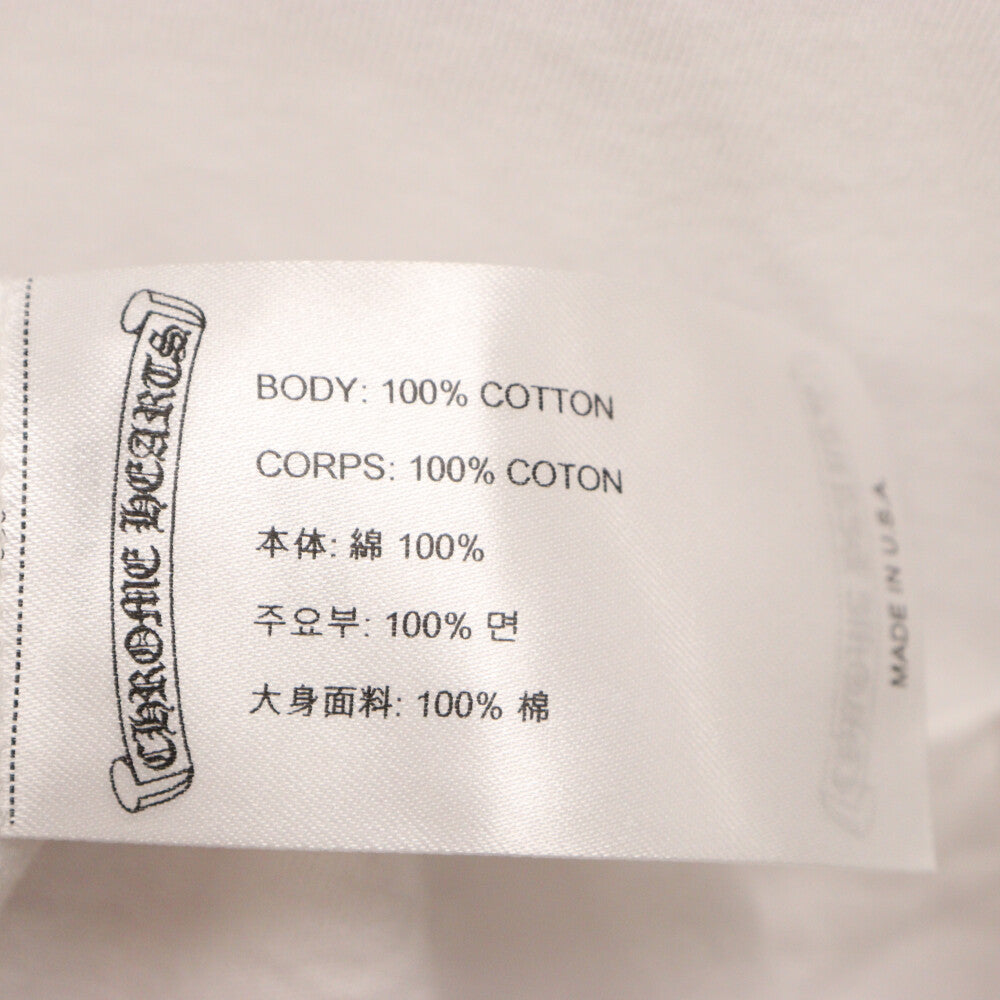 CHROME HEARTS
BODY: 100% COTTON
CORPS: 100% COTON
本体: 綿 100%
주요부: 100% 면
大身面料: 100% 棉
MADE IN U.S.A